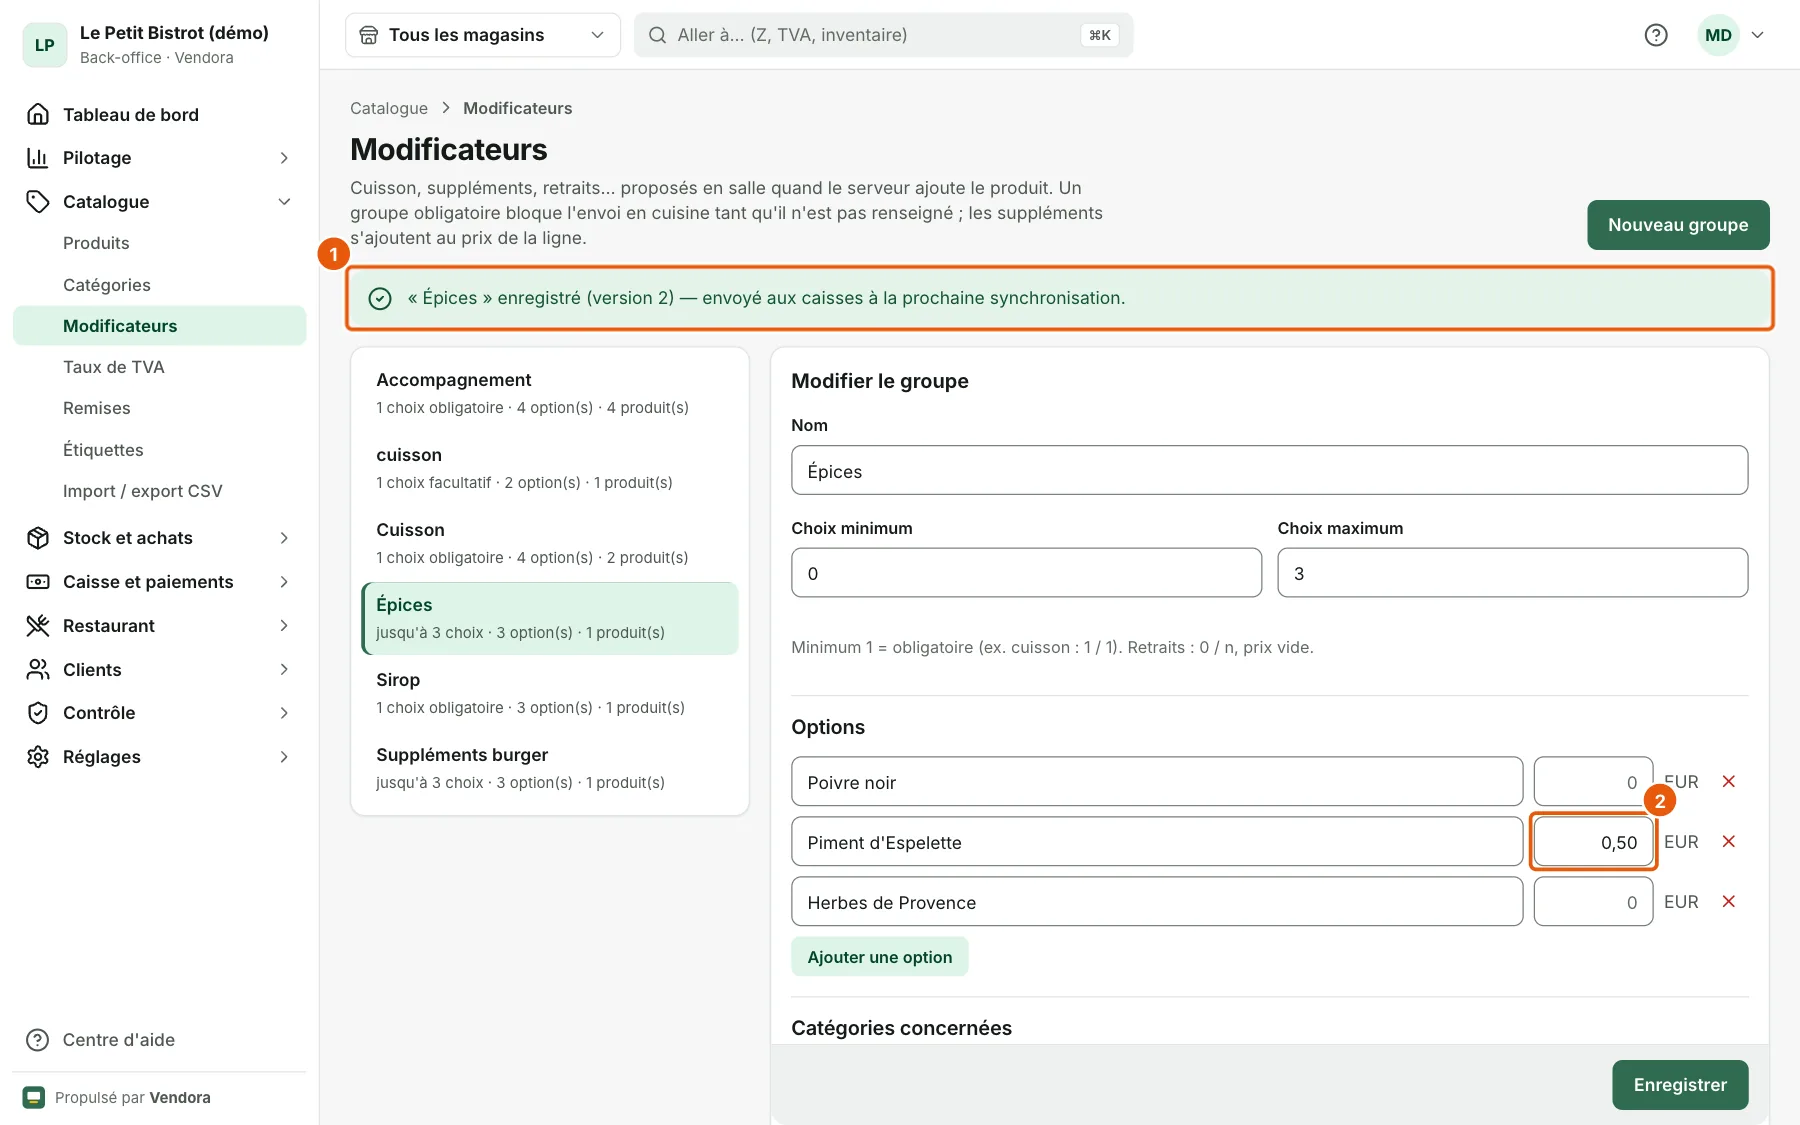 LP
Le Petit Bistrot (démo)
Back-office · Vendora
Tous les magasins
Aller à... (Z, TVA, inventaire)
⌘K
MD
Tableau de bord
Pilotage
Catalogue
Produits
Catégories
Modificateurs
Taux de TVA
Remises
Étiquettes
Import / export CSV
Stock et achats
Caisse et paiements
Restaurant
Clients
Contrôle
Réglages
Centre d'aide
Propulsé par Vendora
Catalogue > Modificateurs
Modificateurs
Cuisson, suppléments, retraits... proposés en salle quand le serveur ajoute le produit. Un
groupe obligatoire bloque l'envoi en cuisine tant qu'il n'est pas renseigné ; les suppléments
s'ajoutent au prix de la ligne.
Nouveau groupe
1
« Épices » enregistré (version 2) — envoyé aux caisses à la prochaine synchronisation.
Accompagnement
1 choix obligatoire · 4 option(s) · 4 produit(s)
cuisson
1 choix facultatif · 2 option(s) · 1 produit(s)
Cuisson
1 choix obligatoire · 4 option(s) · 2 produit(s)
Épices
jusqu'à 3 choix · 3 option(s) · 1 produit(s)
Sirop
1 choix obligatoire · 3 option(s) · 1 produit(s)
Suppléments burger
jusqu'à 3 choix · 3 option(s) · 1 produit(s)
Modifier le groupe
Nom
Épices
Choix minimum
Choix maximum
0
3
Minimum 1 = obligatoire (ex. cuisson : 1 / 1). Retraits : 0 / n, prix vide.
Options
Poivre noir
0
EUR
2
Piment d'Espelette
0,50
EUR
Herbes de Provence
0
EUR
Ajouter une option
Catégories concernées
Enregistrer